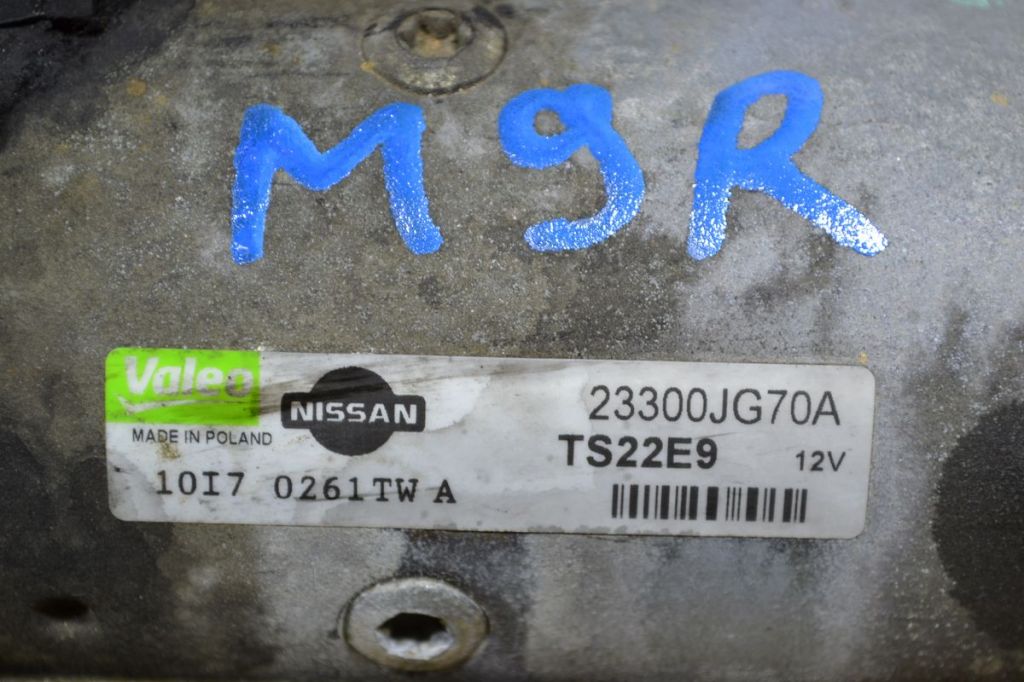 M9R
Valeo
NISSAN
23300JG70A
MADE IN POLAND
TS22E9
12V
10I7 0261TW A